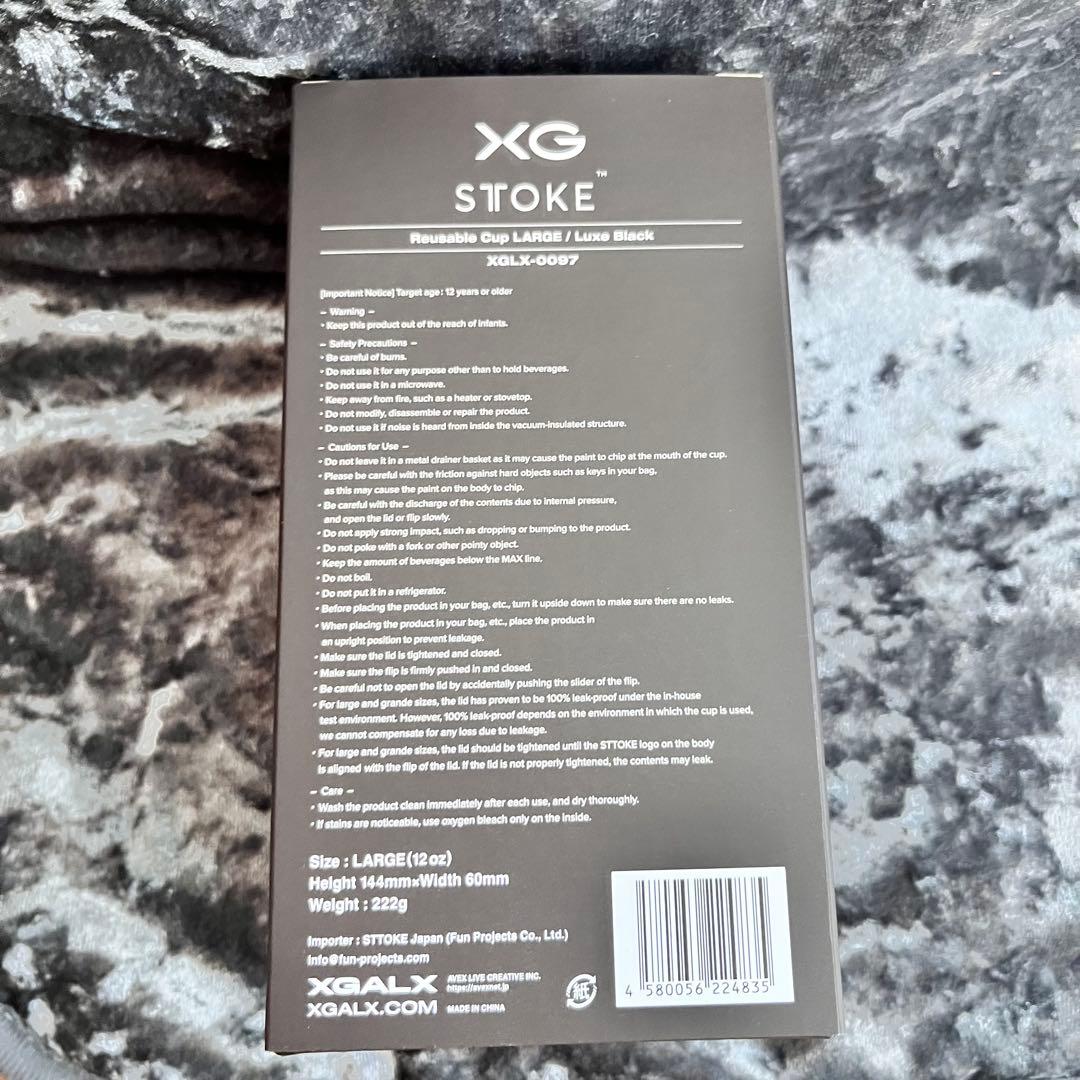 XG
STTOKE™
Reusable Cup LARGE / Luxe Black
XGLX-0097
[Important Notice] Target age : 12 years or older
– Warning –
• Keep this product out of the reach of infants.
– Safety Precautions –
• Be careful of burns.
• Do not use it for any purpose other than to hold beverages.
• Do not use it in a microwave.
• Keep away from fire, such as a heater or stovetop.
• Do not modify, disassemble or repair the product.
• Do not use it if noise is heard from inside the vacuum-insulated structure.
– Cautions for Use –
• Do not leave it in a metal drainer basket as it may cause the paint to chip at the mouth of the cup.
• Please be careful with the friction against hard objects such as keys in your bag,
as this may cause the paint on the body to chip.
• Be careful with the discharge of the contents due to internal pressure,
and open the lid or flip slowly.
• Do not apply strong impact, such as dropping or bumping to the product.
• Do not poke with a fork or other pointy object.
• Keep the amount of beverages below the MAX line.
• Do not boil.
• Do not put it in a refrigerator.
• Before placing the product in your bag, etc., turn it upside down to make sure there are no leaks.
• When placing the product in your bag, etc., place the product in
an upright position to prevent leakage.
• Make sure the lid is tightened and closed.
• Make sure the flip is firmly pushed in and closed.
• Be careful not to open the lid by accidentally pushing the slider of the flip.
• For large and grande sizes, the lid has proven to be 100% leak-proof under the in-house
test environment. However, 100% leak-proof depends on the environment in which the cup is used,
we cannot compensate for any loss due to leakage.
• For large and grande sizes, the lid should be tightened until the STTOKE logo on the body
is aligned with the flip of the lid. If the lid is not properly tightened, the contents may leak.
– Care –
• Wash the product clean immediately after each use, and dry thoroughly.
• If stains are noticeable, use oxygen bleach only on the inside.
Size : LARGE(12oz)
Height 144mm×Width 60mm
Weight : 222g
Importer : STTOKE Japan (Fun Projects Co., Ltd.)
info@fun-projects.com
XGALX
AVEX LIVE CREATIVE INC.
https://avexnet.jp
XGALX.COM
MADE IN CHINA
紙
4 580056 224835